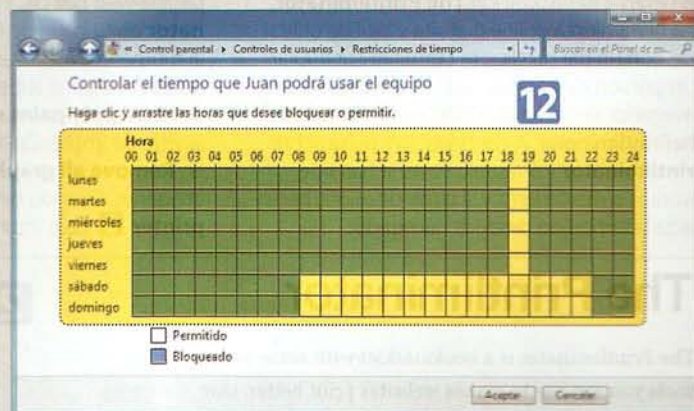 « Control parental ▸ Controles de usuarios ▸ Restricciones de tiempo
Buscar en el Panel de co...
Controlar el tiempo que Juan podrá usar el equipo
12
Haga clic y arrastre las horas que desee bloquear o permitir.
Hora
00 01 02 03 04 05 06 07 08 09 10 11 12 13 14 15 16 17 18 19 20 21 22 23 24
lunes
martes
miércoles
jueves
viernes
sábado
domingo
Permitido
Bloqueado
Aceptar Cancelar